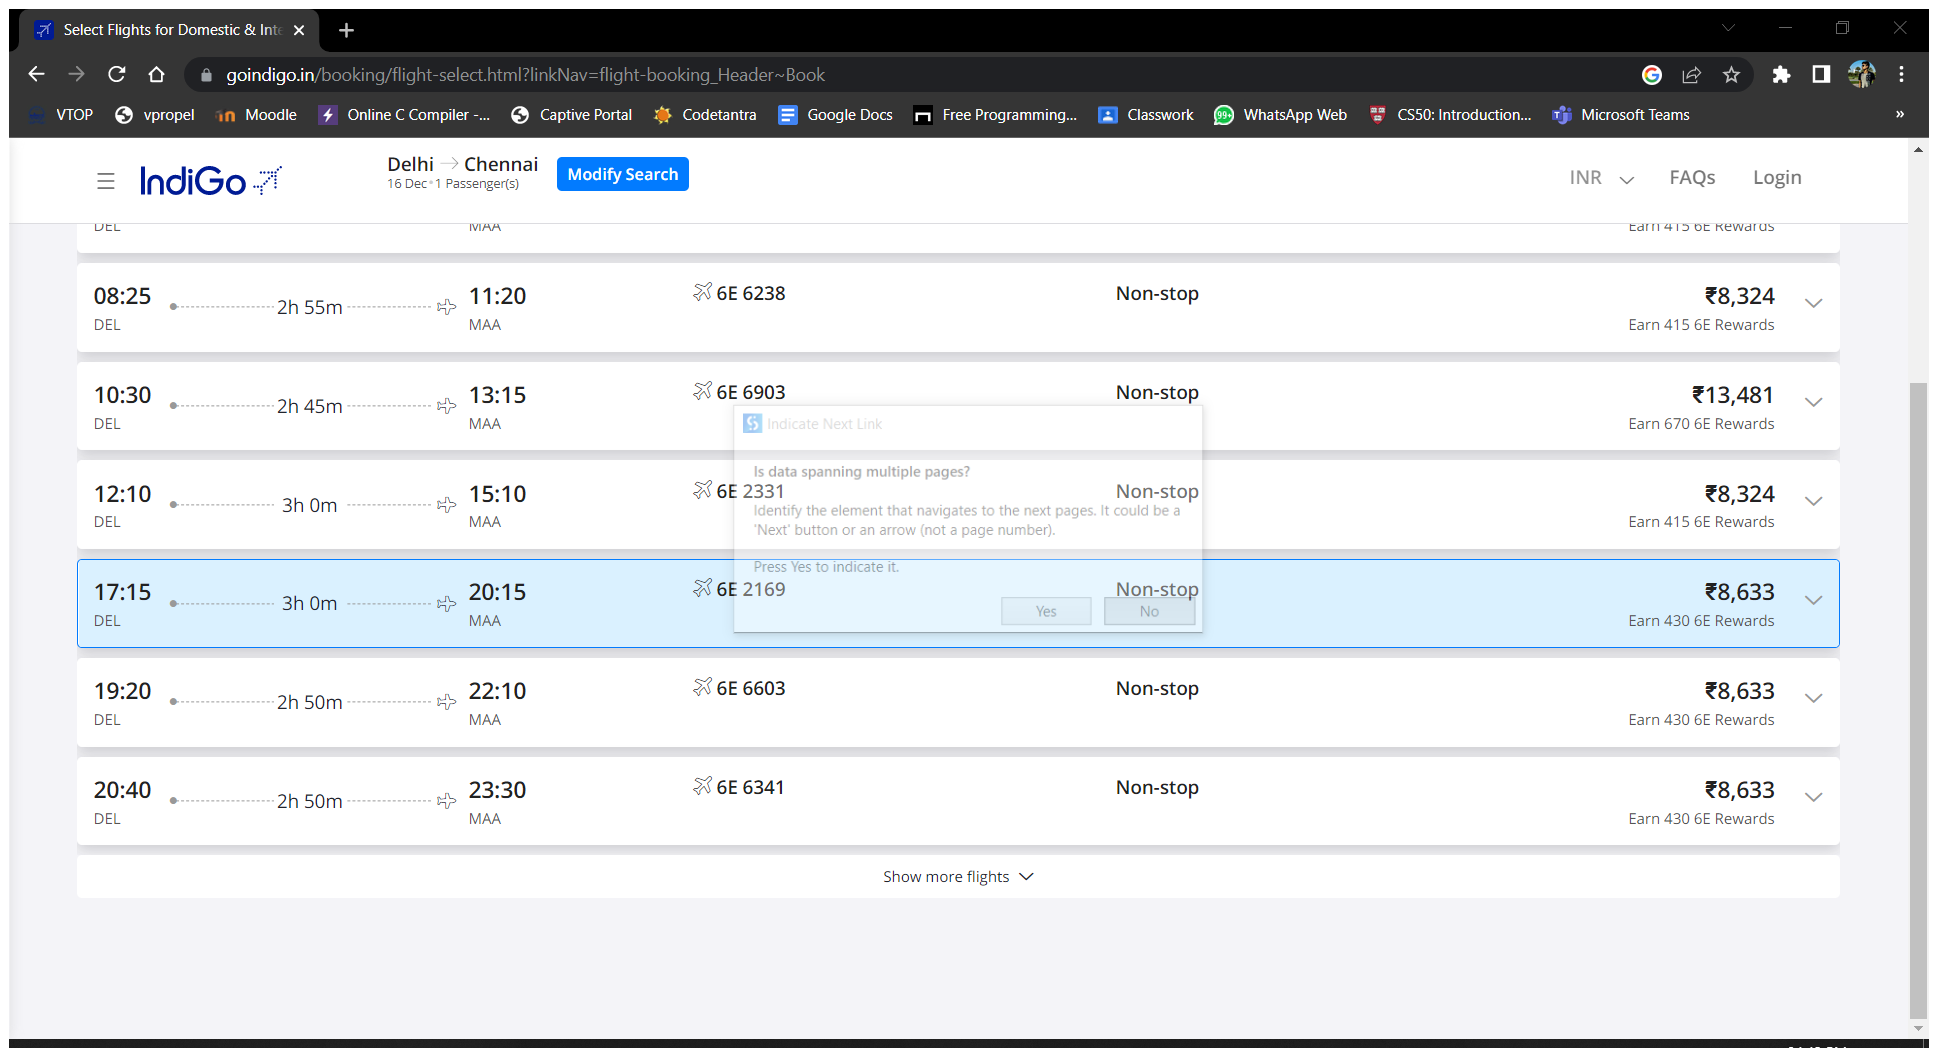 Select Flights for Domestic & Inte
goindigo.in/booking/flight-select.html?linkNav=flight-booking_Header~Book
VTOP vpropel Moodle Online C Compiler -... Captive Portal Codetantra Google Docs Free Programming... Classwork 99+ WhatsApp Web CS50: Introduction... Microsoft Teams »
IndiGo Delhi → Chennai Modify Search INR FAQs Login
16 Dec • 1 Passenger(s)
DEL MAA Earn 415 6E Rewards
08:25 2h 55m 11:20 6E 6238 Non-stop ₹8,324
DEL MAA Earn 415 6E Rewards
10:30 2h 45m 13:15 6E 6903 Non-stop ₹13,481
DEL MAA Earn 670 6E Rewards
Indicate Next Link
Is data spanning multiple pages?
12:10 3h 0m 15:10 6E 2331 Non-stop ₹8,324
DEL MAA Earn 415 6E Rewards
Identify the element that navigates to the next pages. It could be a
'Next' button or an arrow (not a page number).
Press Yes to indicate it.
17:15 3h 0m 20:15 6E 2169 Non-stop ₹8,633
DEL MAA Earn 430 6E Rewards
Yes No
19:20 2h 50m 22:10 6E 6603 Non-stop ₹8,633
DEL MAA Earn 430 6E Rewards
20:40 2h 50m 23:30 6E 6341 Non-stop ₹8,633
DEL MAA Earn 430 6E Rewards
Show more flights